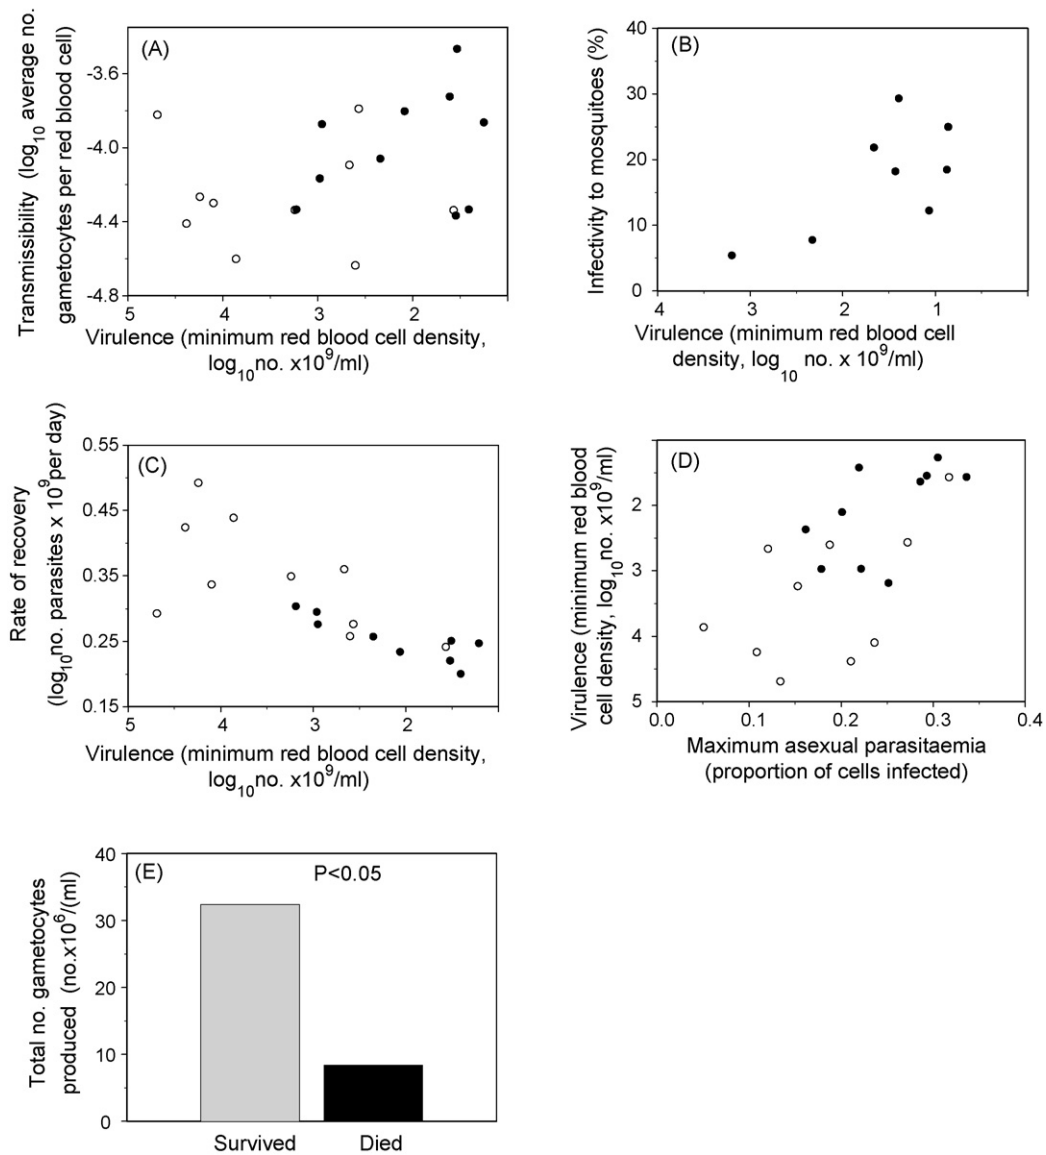 (A)
Transmissibility (log10 average no.
gametocytes per red blood cell)
-3.6
-4.0
-4.4
-4.8
5 4 3 2
Virulence (minimum red blood cell density,
log10no. x10^9/ml)
(B)
Infectivity to mosquitoes (%)
40
30
20
10
0
4 3 2 1
Virulence (minimum red blood cell
density, log10 no. x 10^9/ml)
(C)
Rate of recovery
(log10no. parasites x 10^9per day)
0.55
0.45
0.35
0.25
0.15
5 4 3 2
Virulence (minimum red blood cell density,
log10no. x10^9/ml)
(D)
Virulence (minimum red blood
cell density, log10no. x10^9/ml)
2
3
4
5
0.0 0.1 0.2 0.3 0.4
Maximum asexual parasitaemia
(proportion of cells infected)
(E)
P<0.05
Total no. gametocytes
produced (no.x10^6/(ml)
40
30
20
10
0
Survived Died